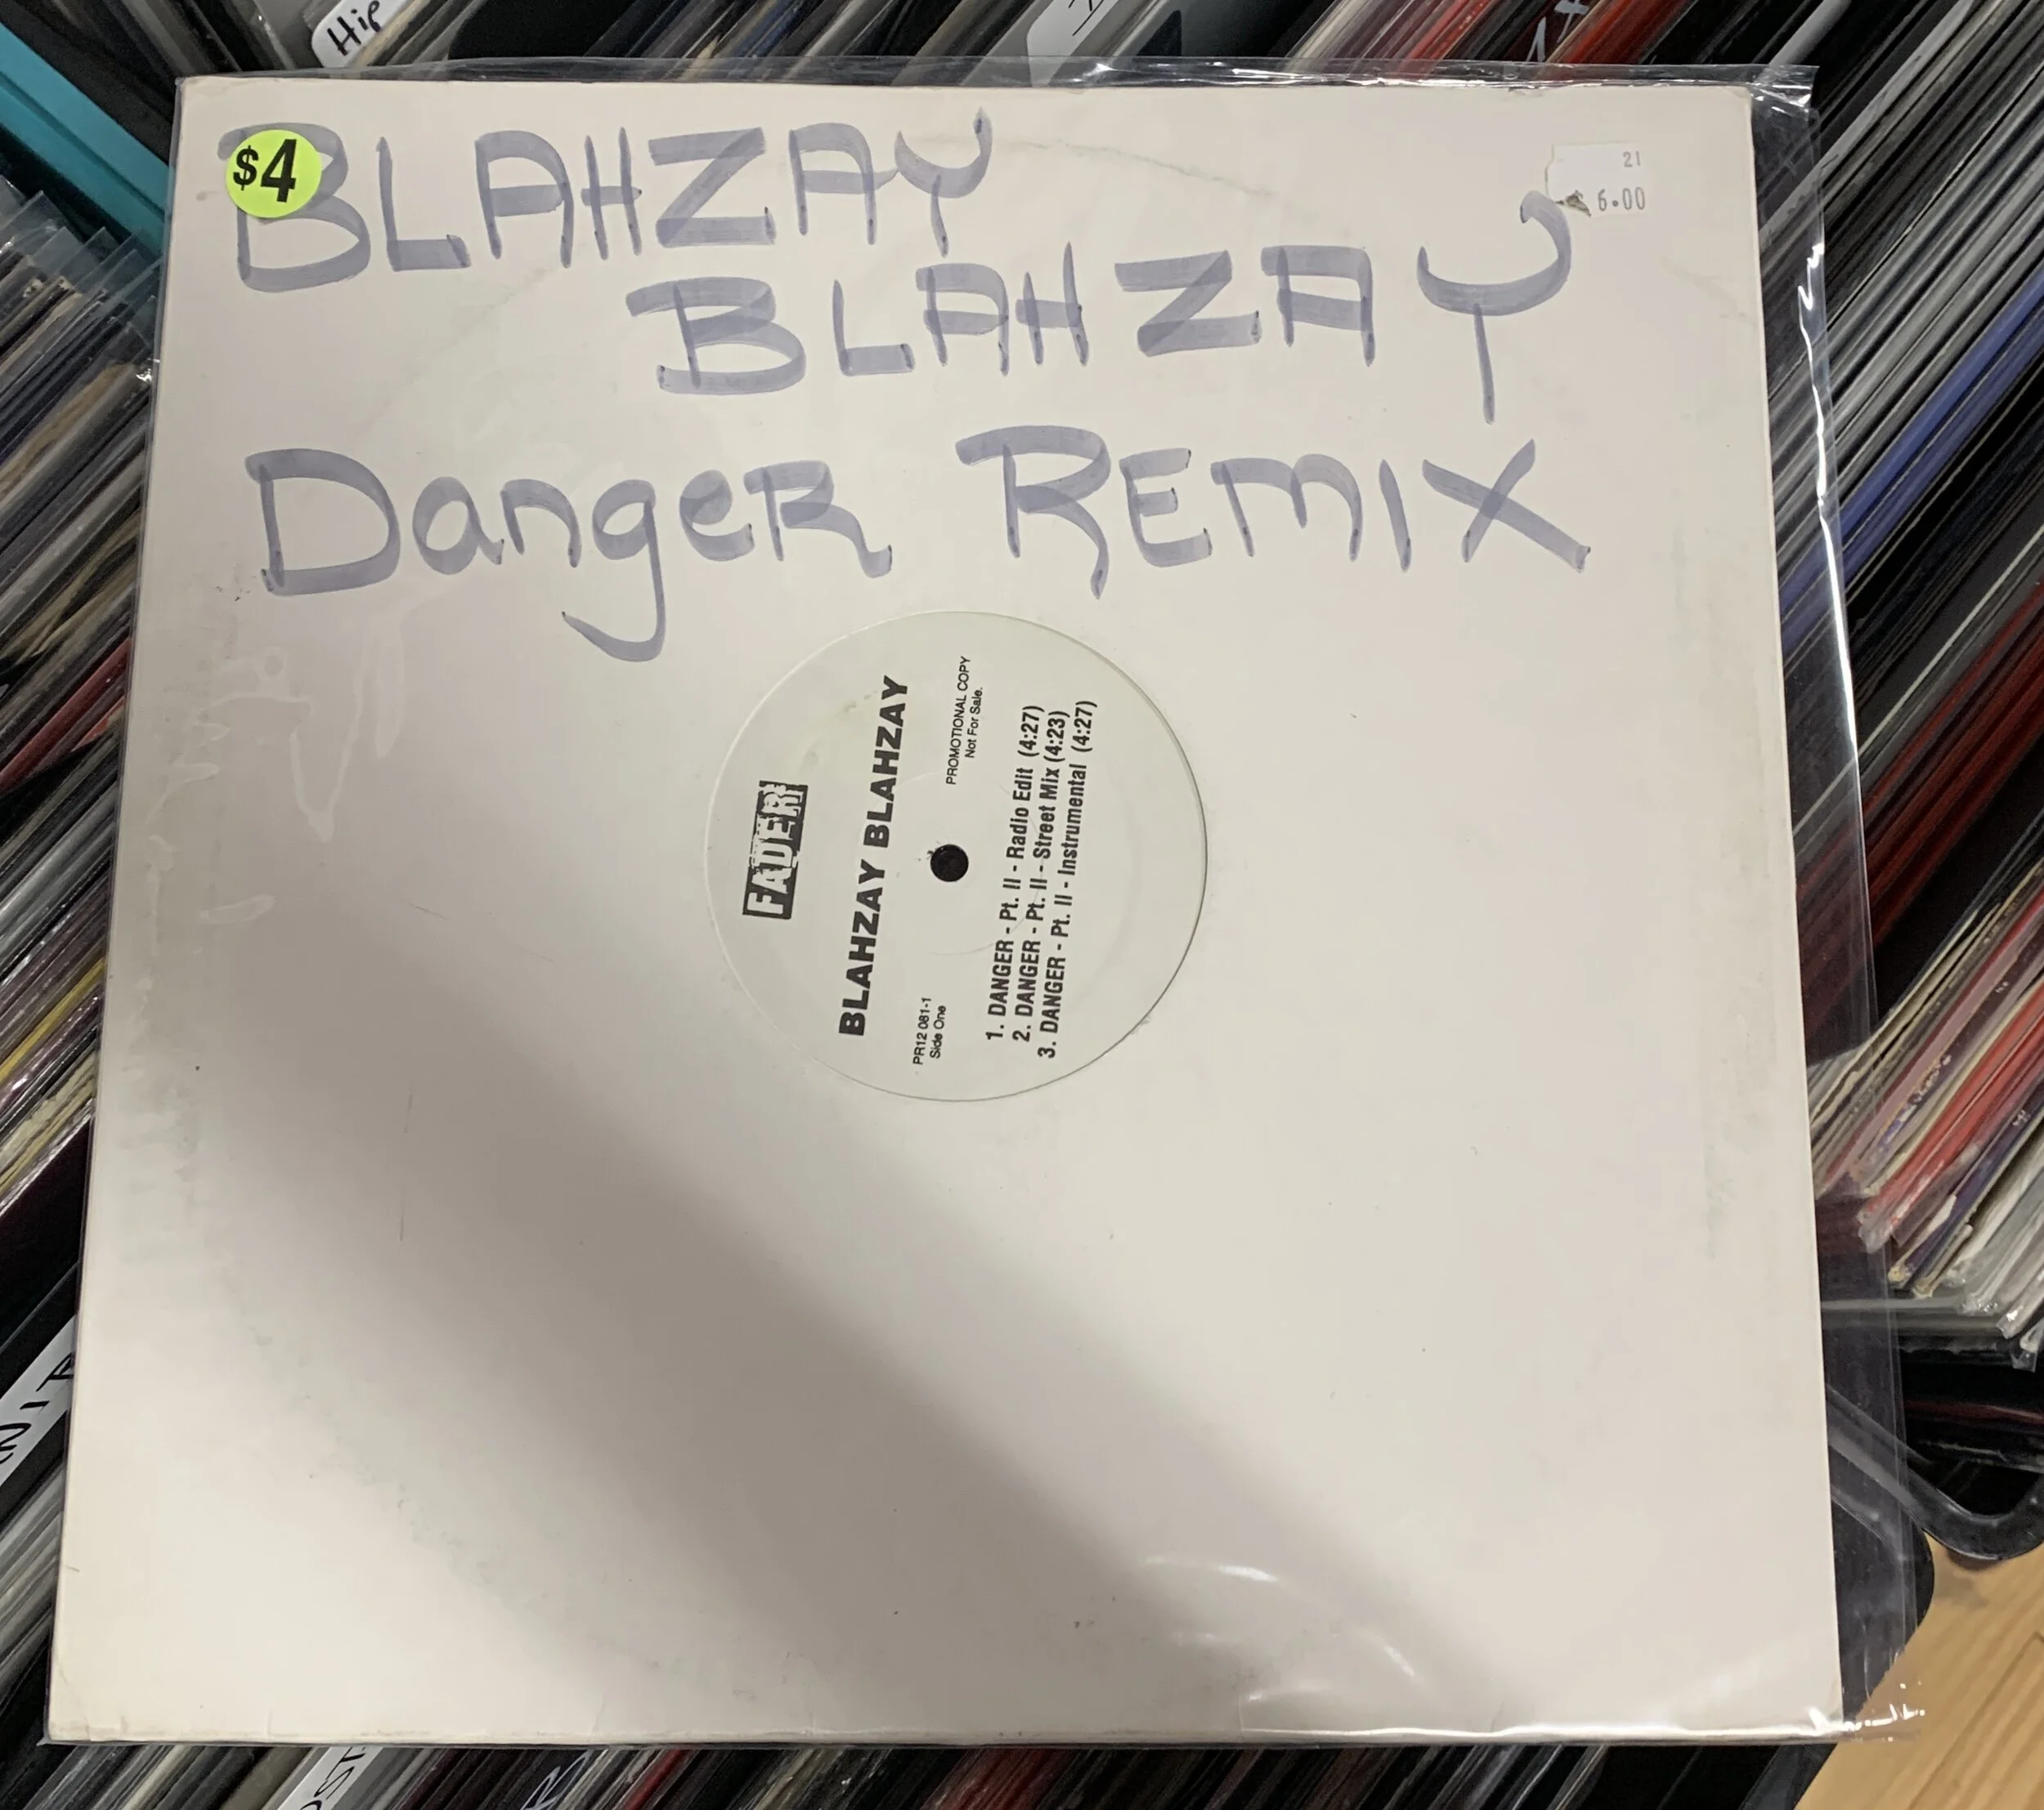 Hip
$4
21
$ 6.00
BLAHZAY
BLAHZAY
Danger REMIX
FADER!
BLAHZAY BLAHZAY
PR12 081-1
Side One
PROMOTIONAL COPY
Not For Sale.
1. DANGER - Pt. II - Radio Edit (4:27)
2. DANGER - Pt. II - Street Mix (4:23)
3. DANGER - Pt. II - Instrumental (4:27)